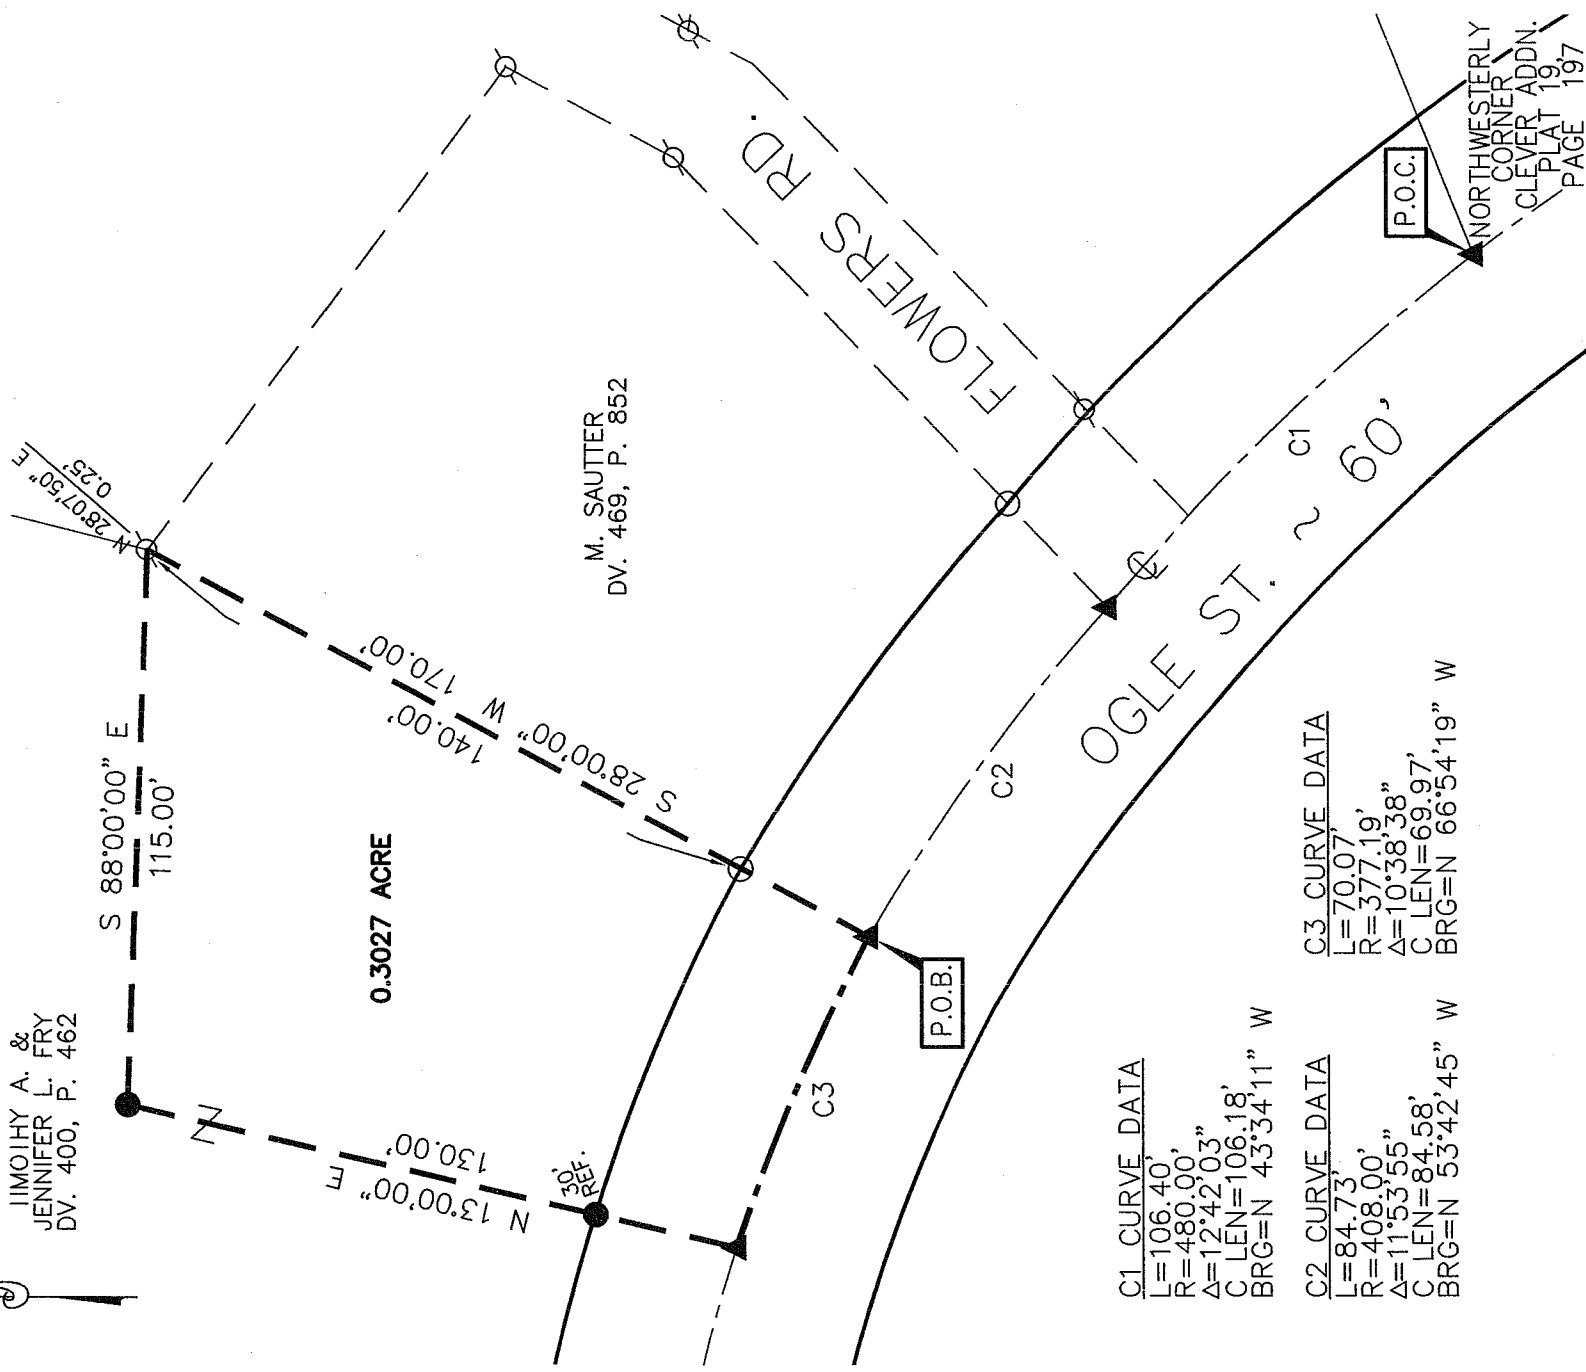 TIMOTHY A. &
JENNIFER L. FRY
DV. 400, P. 462
S 88°00'00" E
115.00'
N 28°07'50" E
0.25'
0.3027 ACRE
N 13°00'00" E
130.00'
30'
REF.
S 28°00'00" W
170.00'
140.00'
M. SAUTTER
DV. 469, P. 852
FLOWERS RD.
OGLE ST. ~ 60'
C1
C2
C3
P.O.B.
P.O.C.
NORTHWESTERLY
CORNER
CLEVER ADDN.
PLAT 19,
PAGE 197
C1 CURVE DATA
L=106.40'
R=480.00'
Δ=12°42'03"
C LEN=106.18'
BRG=N 43°34'11" W
C2 CURVE DATA
L=84.73'
R=408.00'
Δ=11°53'55"
C LEN=84.58'
BRG=N 53°42'45" W
C3 CURVE DATA
L=70.07'
R=377.19'
Δ=10°38'38"
C LEN=69.97'
BRG=N 66°54'19" W